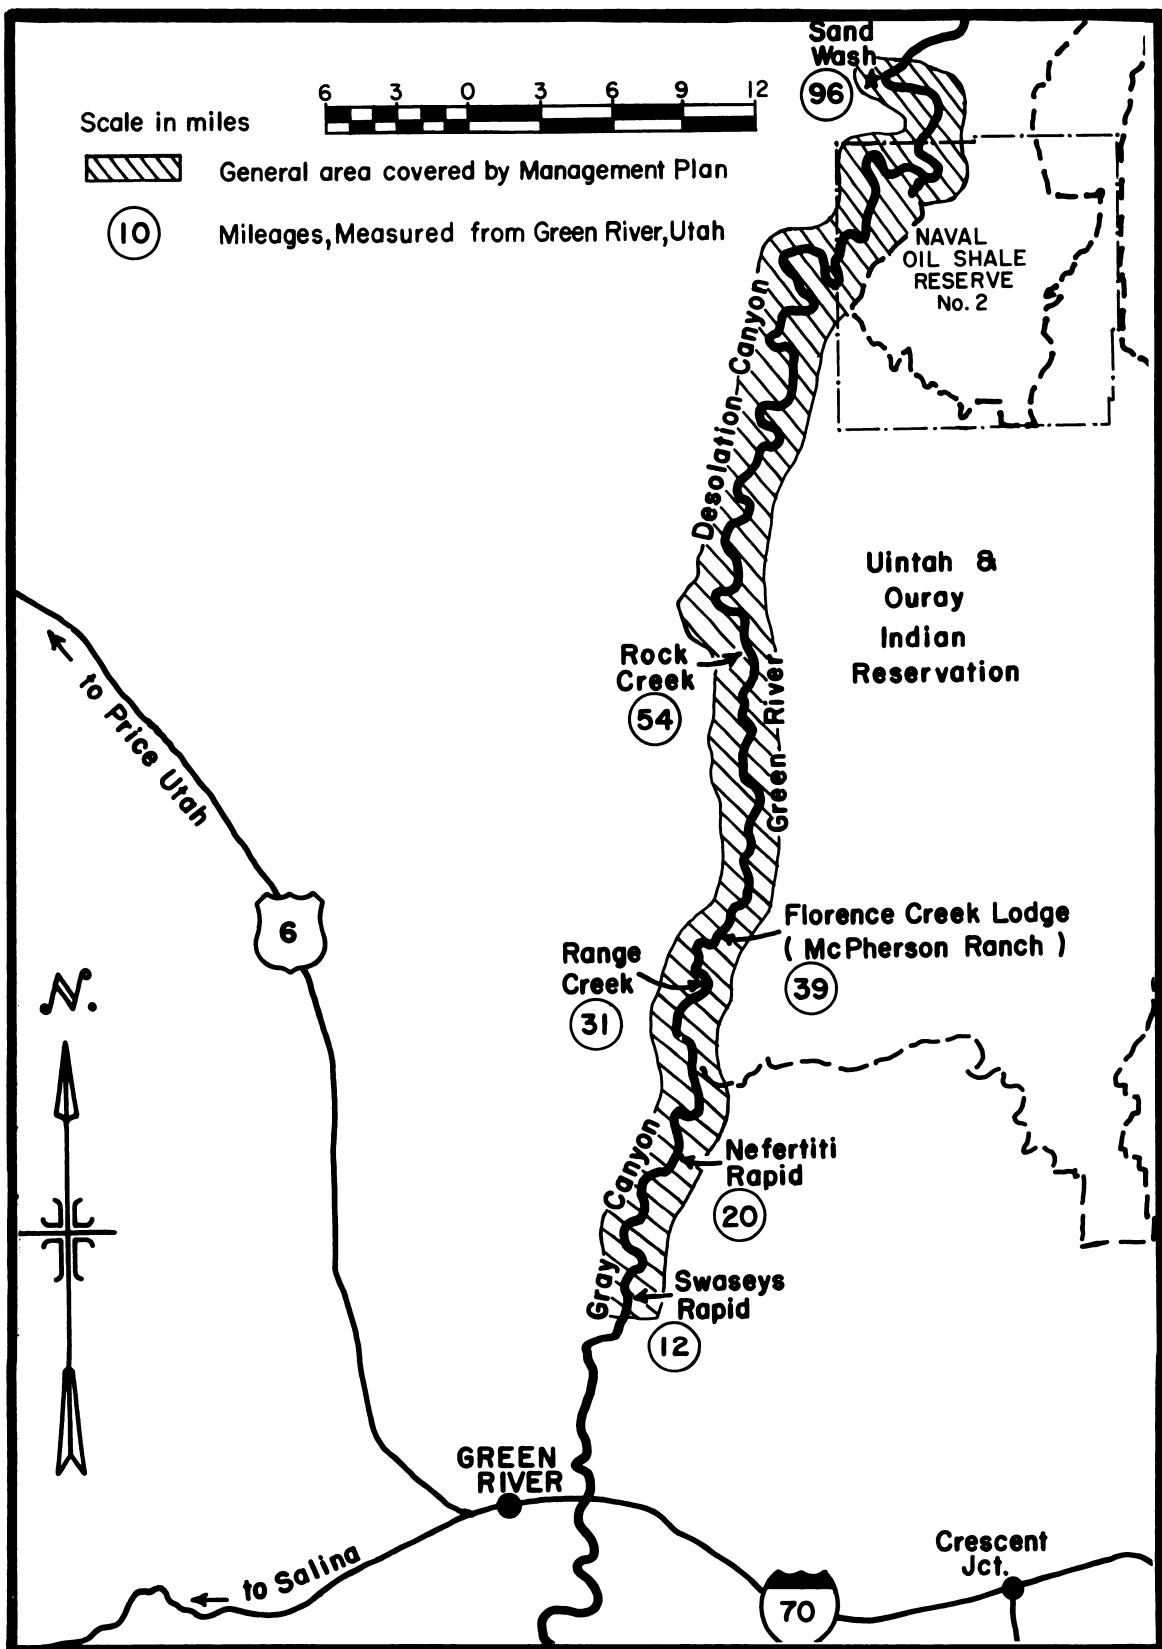 Sand
Wash
96
6 3 0 3 6 9 12
Scale in miles
General area covered by Management Plan
10
Mileages, Measured from Green River, Utah
NAVAL
OIL SHALE
RESERVE
No. 2
Desolation Canyon
Uintah &
Ouray
Indian
Reservation
Rock
Creek
54
to Price Utah
Green River
6
Florence Creek Lodge
( McPherson Ranch )
39
Range
Creek
31
N.
Nefertiti
Rapid
20
Gray Canyon
Swaseys
Rapid
12
GREEN
RIVER
Crescent
Jct.
to Salina
70